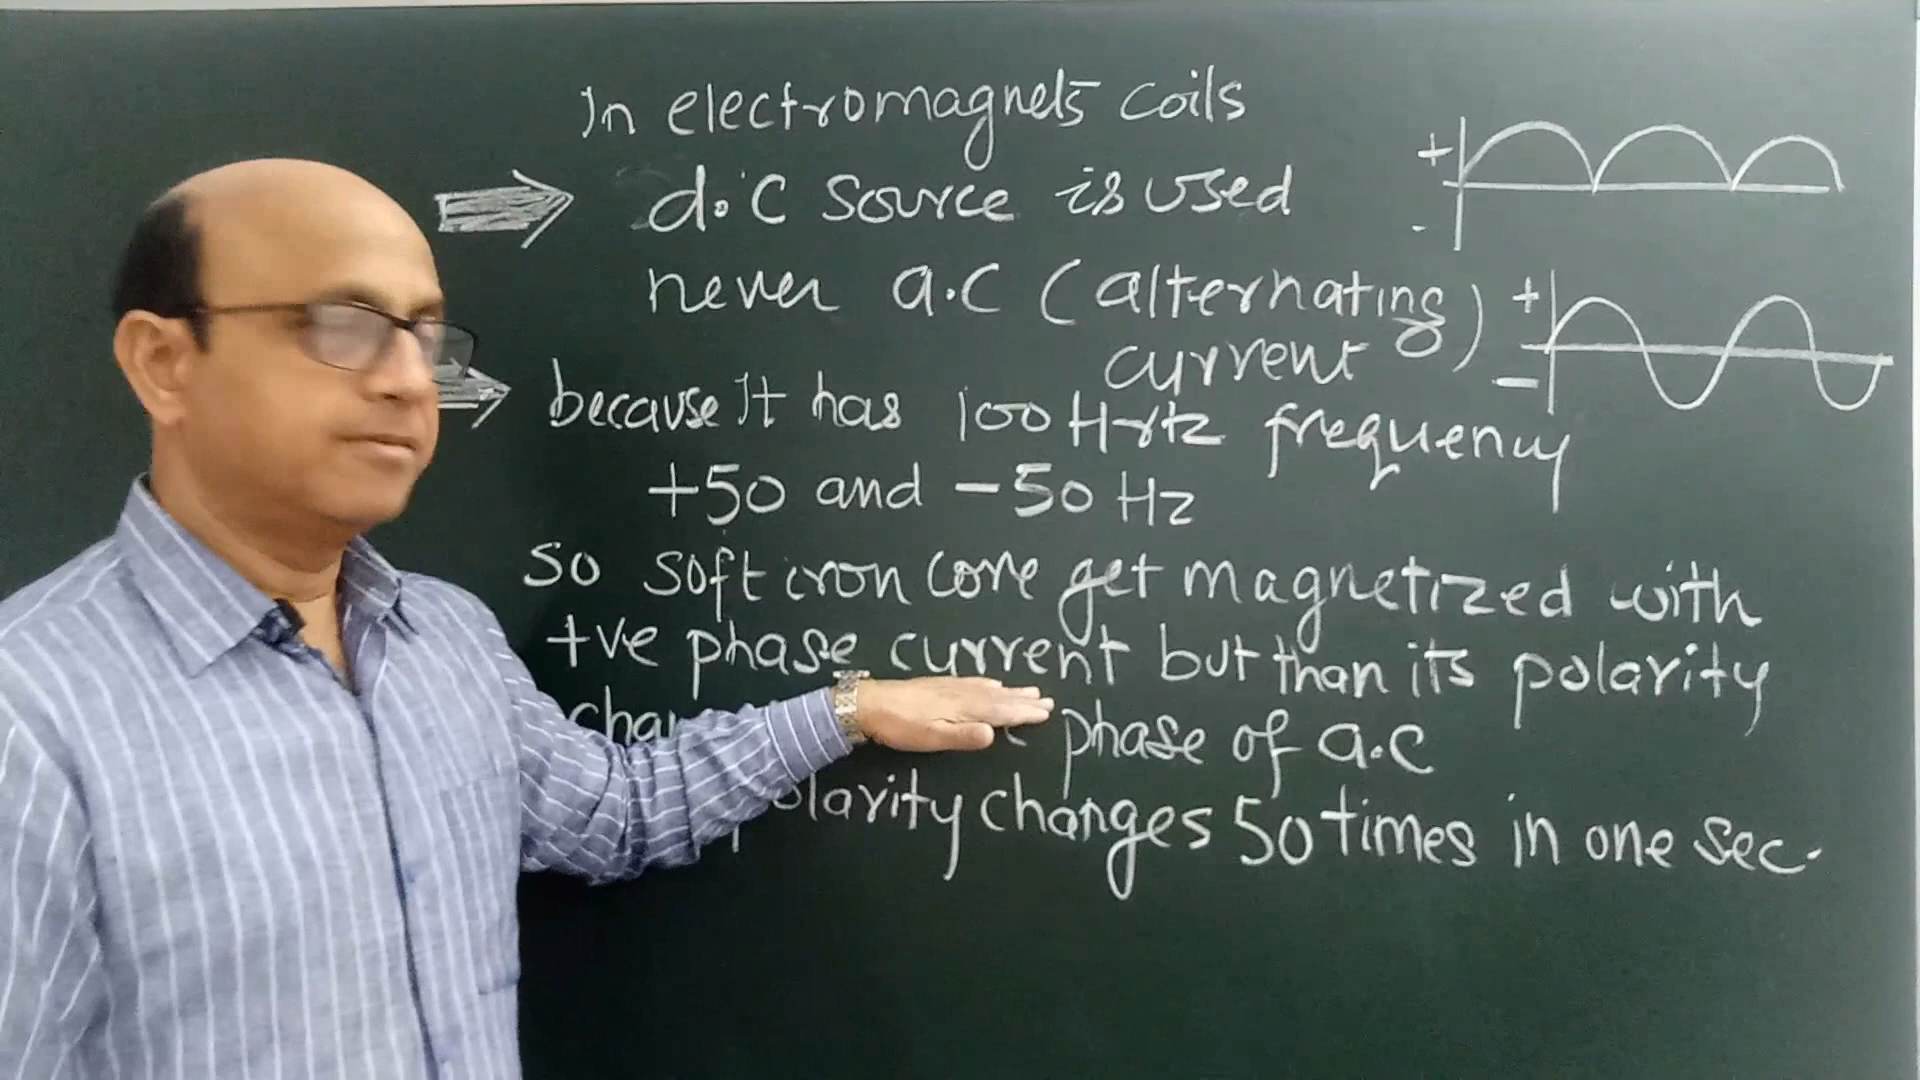 In electromagnets coils
d.c source is used
never a.c (alternating
current)
because It has 100 Hrtz frequency
+50 and -50 Hz
so soft iron core get magnetized with
+ve phase current but than its polarity
phase of a.c
polarity changes 50 times in one sec.
+
-
+
-